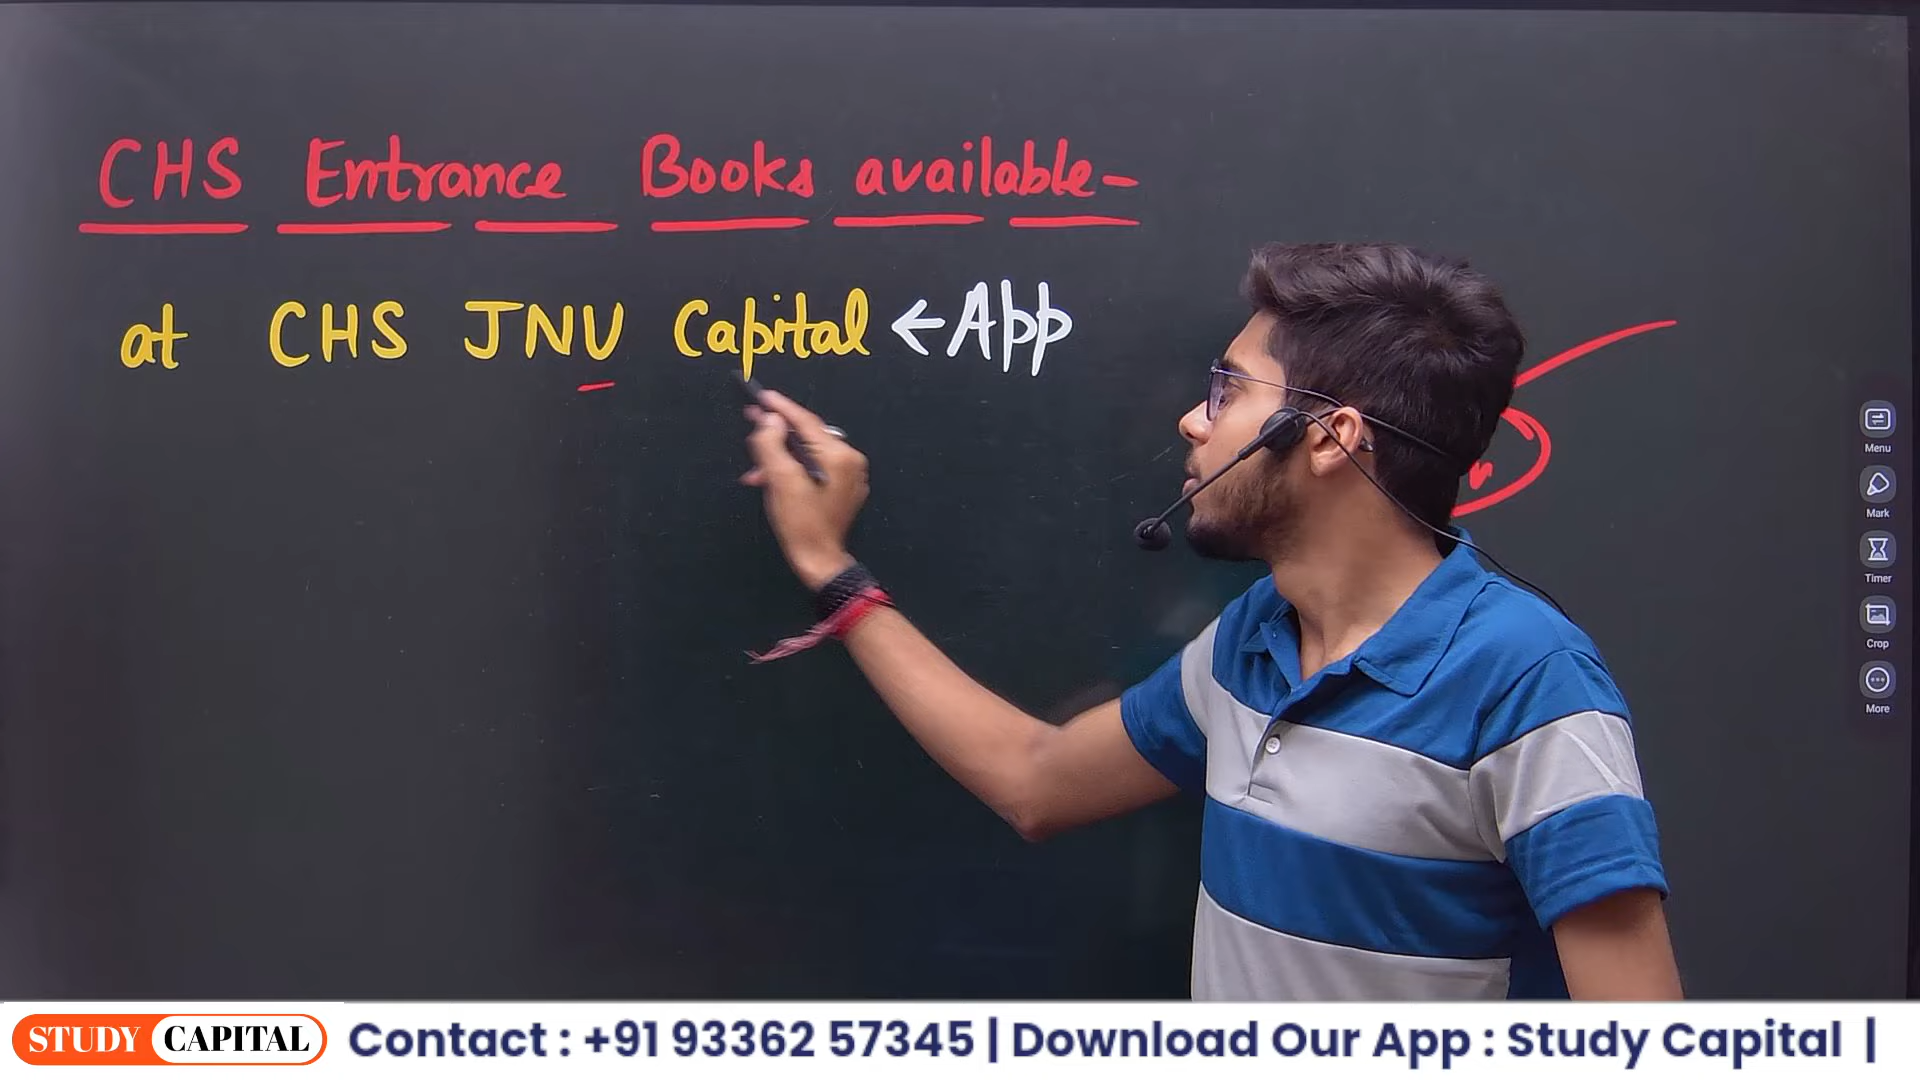 CHS Entrance Books available-
at CHS JNV Capital ←App
Menu
Mark
Timer
Crop
More
STUDY CAPITAL Contact : +91 93362 57345 | Download Our App : Study Capital |